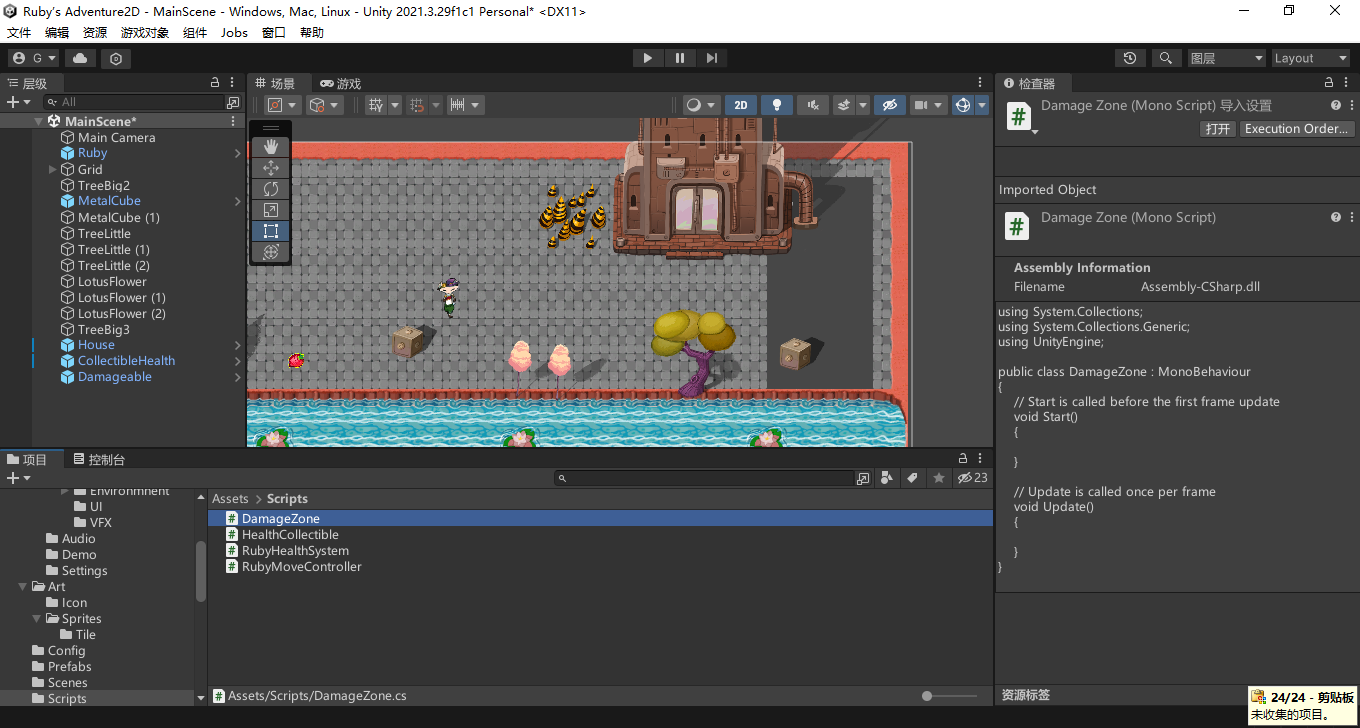 Ruby's Adventure2D - MainScene - Windows, Mac, Linux - Unity 2021.3.29f1c1 Personal* <DX11>
文件 编辑 资源 游戏对象 组件 Jobs 窗口 帮助
G 图层 Layout
层级
All
MainScene*
Main Camera
Ruby
Grid
TreeBig2
MetalCube
MetalCube (1)
TreeLittle
TreeLittle (1)
TreeLittle (2)
LotusFlower
LotusFlower (1)
LotusFlower (2)
TreeBig3
House
CollectibleHealth
Damageable
场景 游戏
2D
检查器
Damage Zone (Mono Script) 导入设置
打开 Execution Order...
Imported Object
Damage Zone (Mono Script)
Assembly Information
Filename Assembly-CSharp.dll
using System.Collections;
using System.Collections.Generic;
using UnityEngine;
public class DamageZone : MonoBehaviour
{
// Start is called before the first frame update
void Start()
{
}
// Update is called once per frame
void Update()
{
}
}
项目 控制台
23
Environmnent
UI
VFX
Audio
Demo
Settings
Art
Icon
Sprites
Tile
Config
Prefabs
Scenes
Scripts
Assets > Scripts
DamageZone
HealthCollectible
RubyHealthSystem
RubyMoveController
Assets/Scripts/DamageZone.cs
资源标签
24/24 - 剪贴板
未收集的项目。